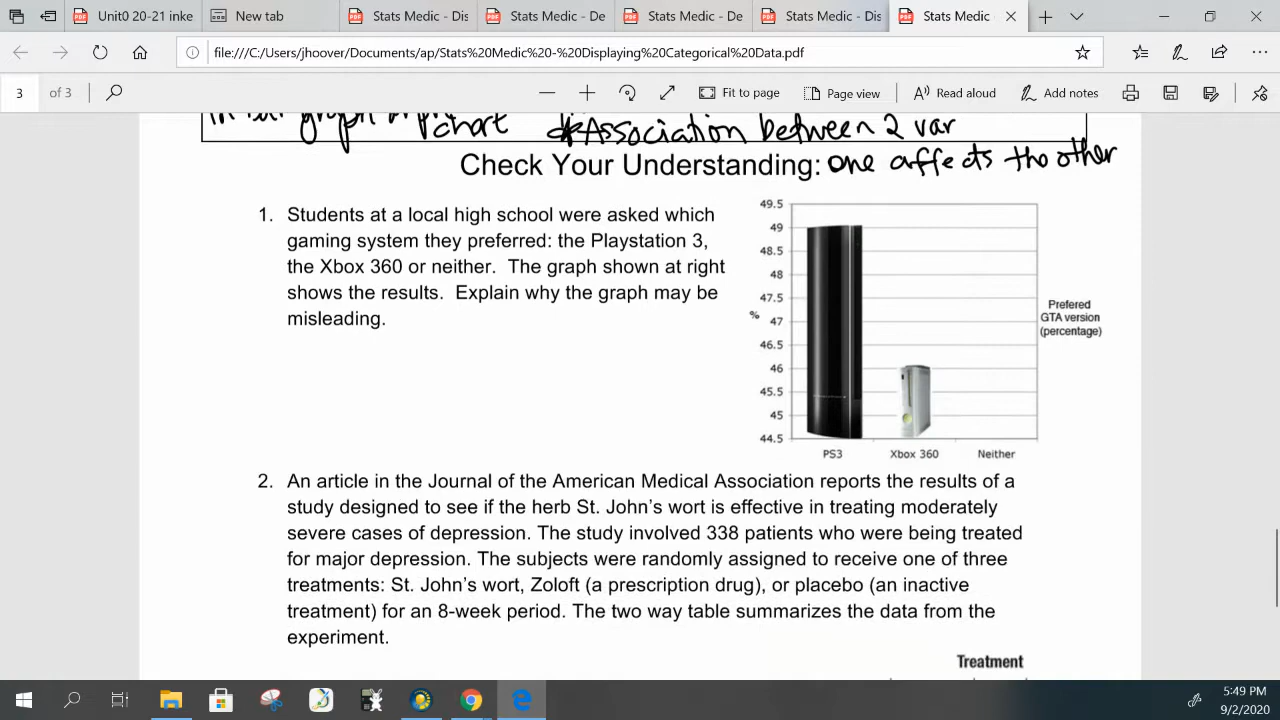 Unit0 20-21 inke
New tab
Stats Medic - Dis
Stats Medic - De
Stats Medic - De
Stats Medic - Dis
Stats Medic
file:///C:/Users/jhoover/Documents/ap/Stats%20Medic%20-%20Displaying%20Categorical%20Data.pdf
3 of 3
Fit to page
Page view
Read aloud
Add notes
graph
chart
Association between 2 var
Check Your Understanding: one affects the other
1. Students at a local high school were asked which
gaming system they preferred: the Playstation 3,
the Xbox 360 or neither. The graph shown at right
shows the results. Explain why the graph may be
misleading.
49.5
49
48.5
48
47.5
%
47
46.5
46
45.5
45
44.5
PS3
Xbox 360
Neither
Prefered
GTA version
(percentage)
2. An article in the Journal of the American Medical Association reports the results of a
study designed to see if the herb St. John's wort is effective in treating moderately
severe cases of depression. The study involved 338 patients who were being treated
for major depression. The subjects were randomly assigned to receive one of three
treatments: St. John's wort, Zoloft (a prescription drug), or placebo (an inactive
treatment) for an 8-week period. The two way table summarizes the data from the
experiment.
Treatment
3:49 PM
9/2/2020